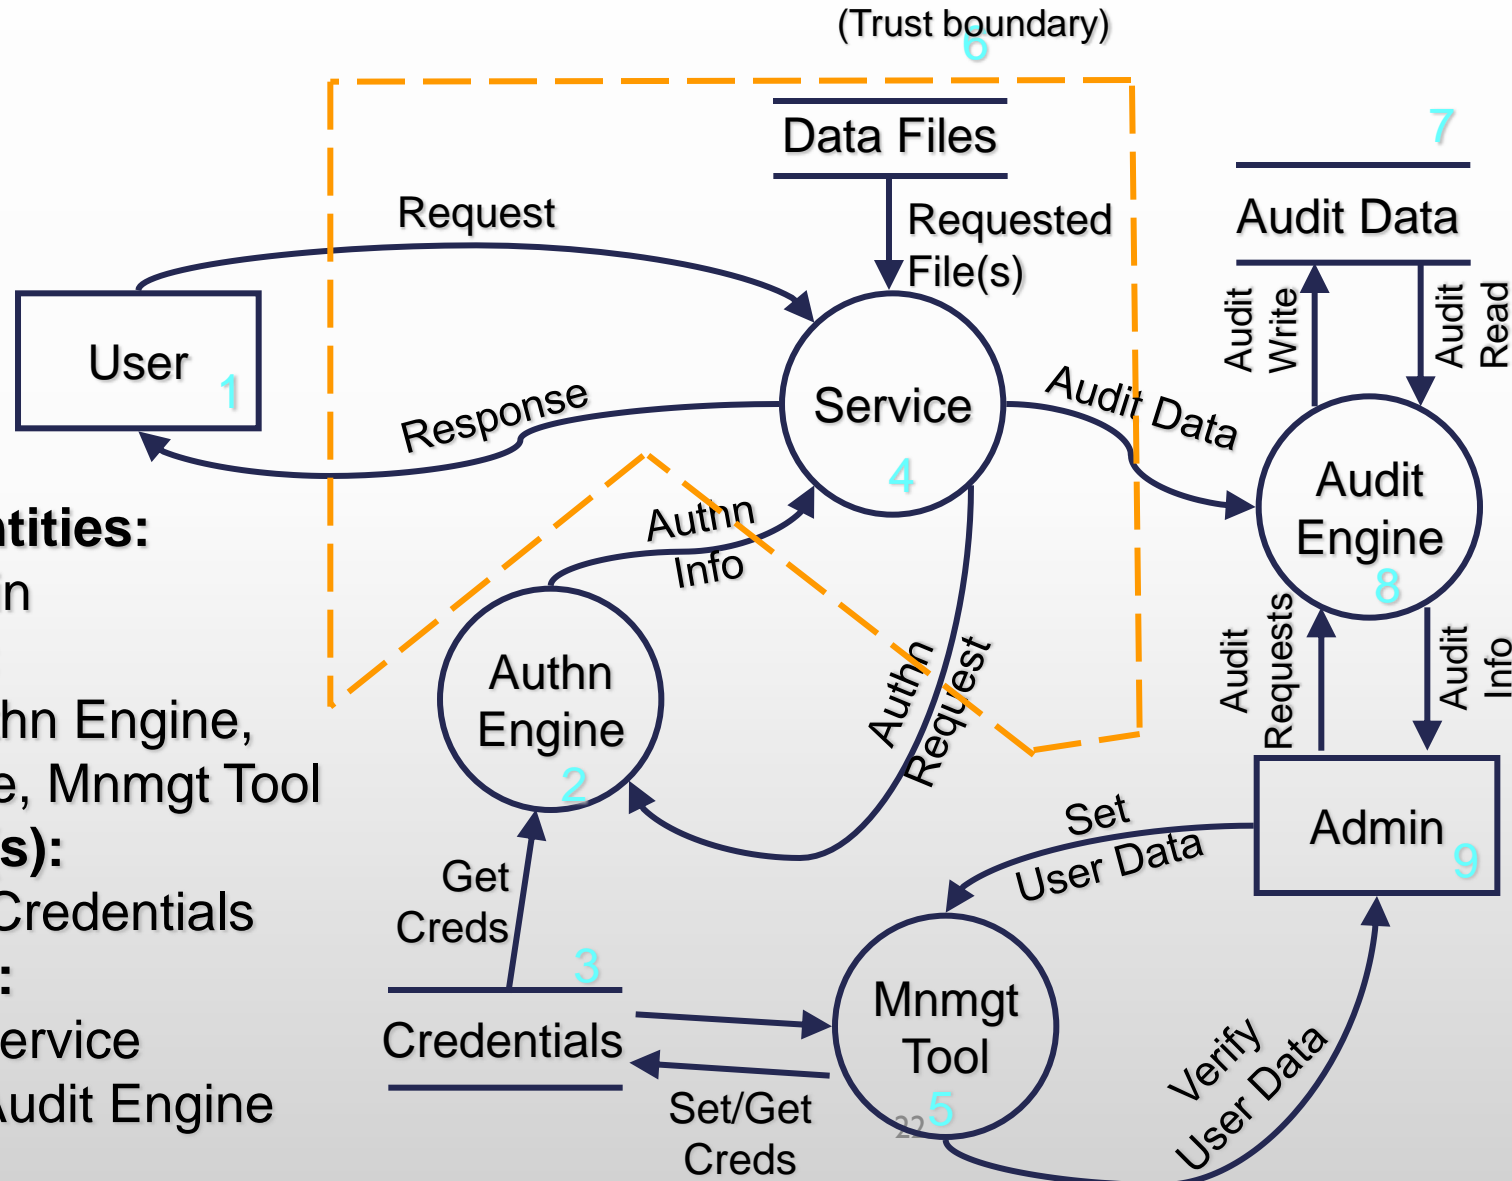 (Trust boundary)
6
Data Files
7
Request
Requested
File(s)
Audit Data
Audit
Write
Audit
Read
User
1
Response
Service
4
Audit Data
Audit
Engine
8
Authn
Info
ntities:
in
hn Engine,
e, Mnmgt Tool
s):
Credentials
:
ervice
Audit Engine
Authn
Engine
2
Authn
Request
Audit
Requests
Audit
Info
Admin
9
Set
User Data
Get
Creds
3
Credentials
Mnmgt
Tool
5
22
Set/Get
Creds
Verify
User Data